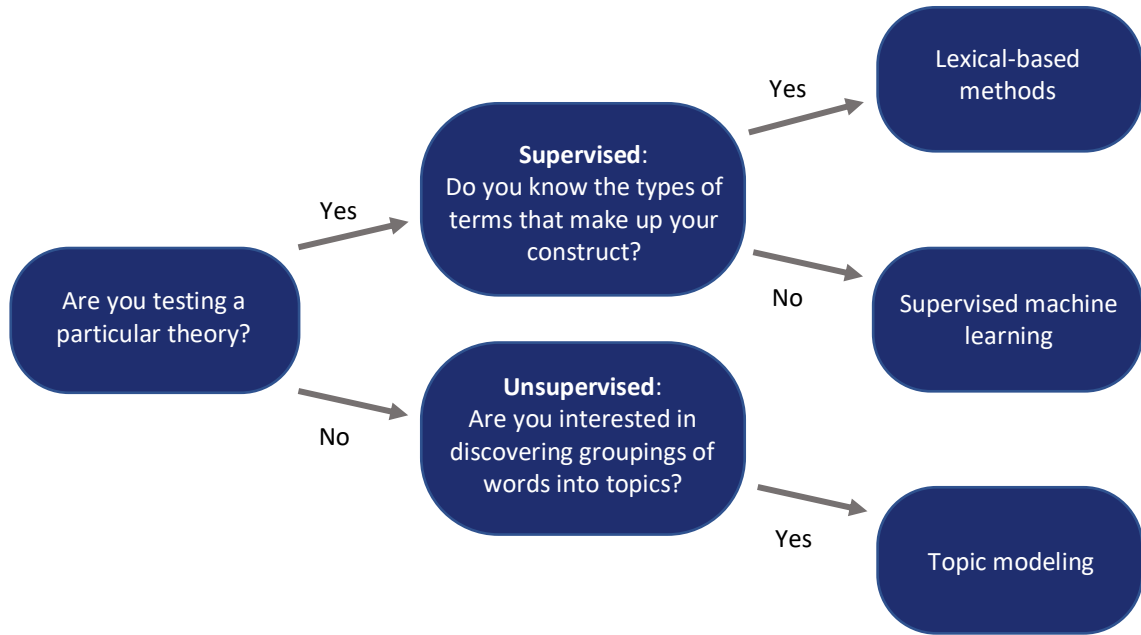 Are you testing a
particular theory?
Yes
No
Supervised:
Do you know the types of
terms that make up your
construct?
Unsupervised:
Are you interested in
discovering groupings of
words into topics?
Yes
No
Yes
Lexical-based
methods
Supervised machine
learning
Topic modeling